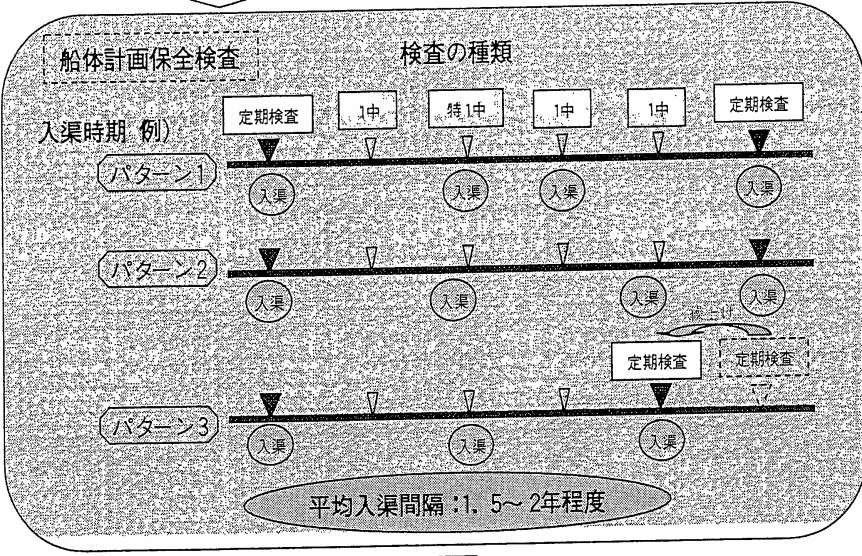 船体計画保全検査
検査の種類
定期検査 1中 特1中 1中 1中 定期検査
入渠時期 例)
パターン1
入渠 入渠 入渠 入渠
パターン2
入渠 入渠 入渠 入渠
繰上げ
定期検査 定期検査
パターン3
入渠 入渠 入渠
平均入渠間隔:1. 5～ 2年程度